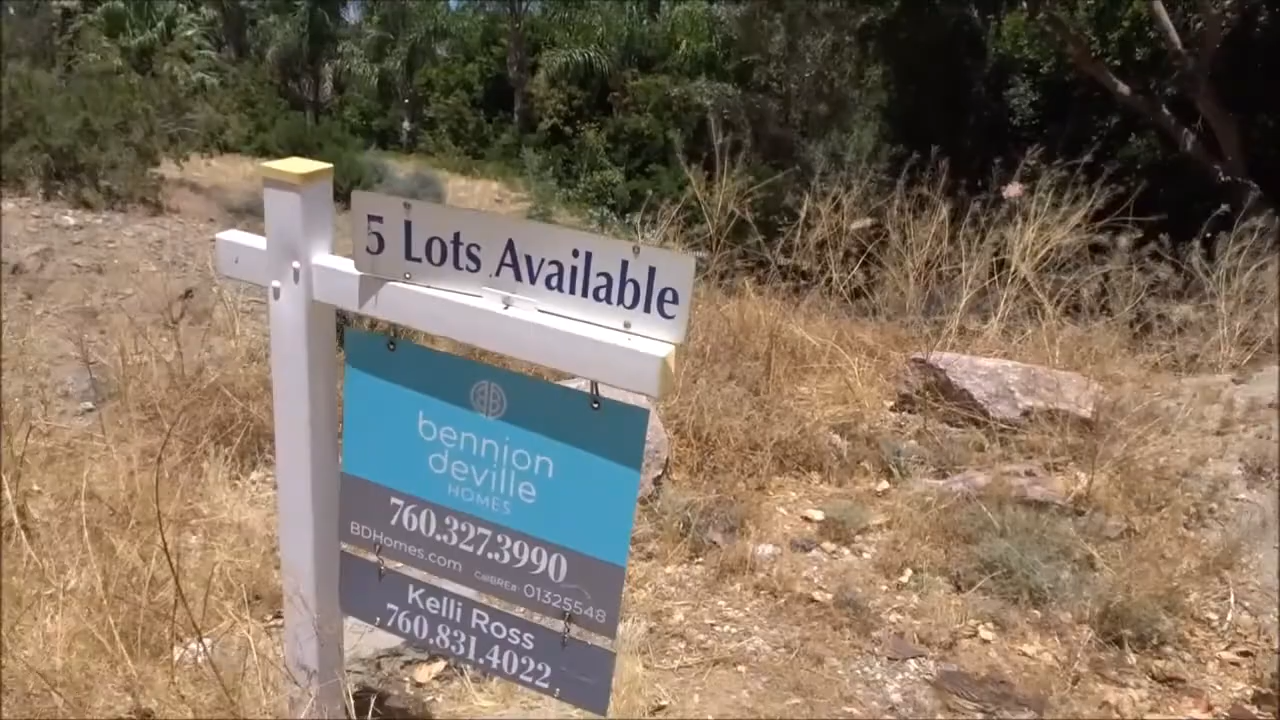 5 Lots Available
bennion
deville
HOMES
760.327.3990
BDHomes.com CalBRE# 01325548
Kelli Ross
760.831.4022